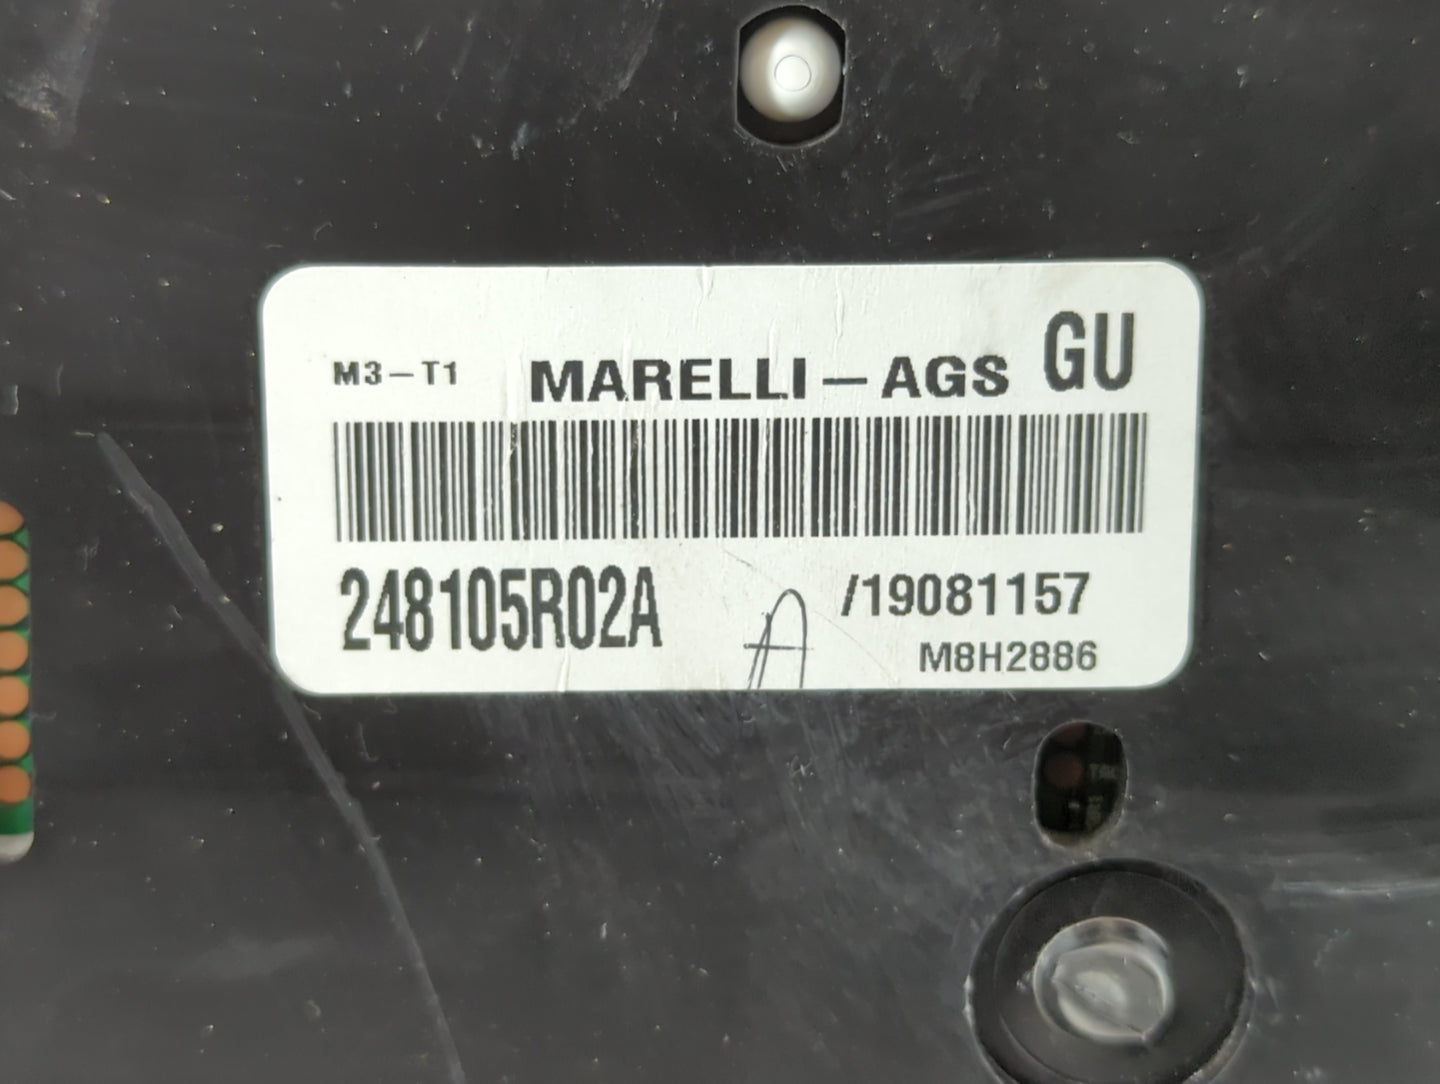 M3-T1 MARELLI-AGS GU
248105R02A /19081157
A M8H2886